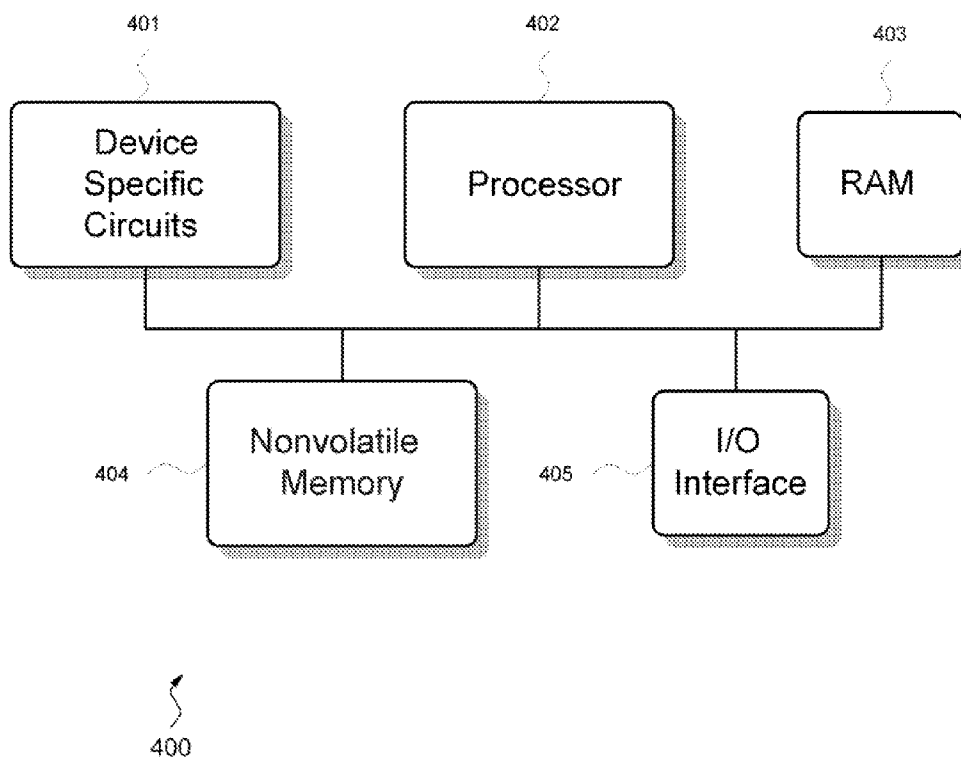 401
402
403
Device
Specific
Circuits
Processor
RAM
Nonvolatile
Memory
404
I/O
Interface
405
400